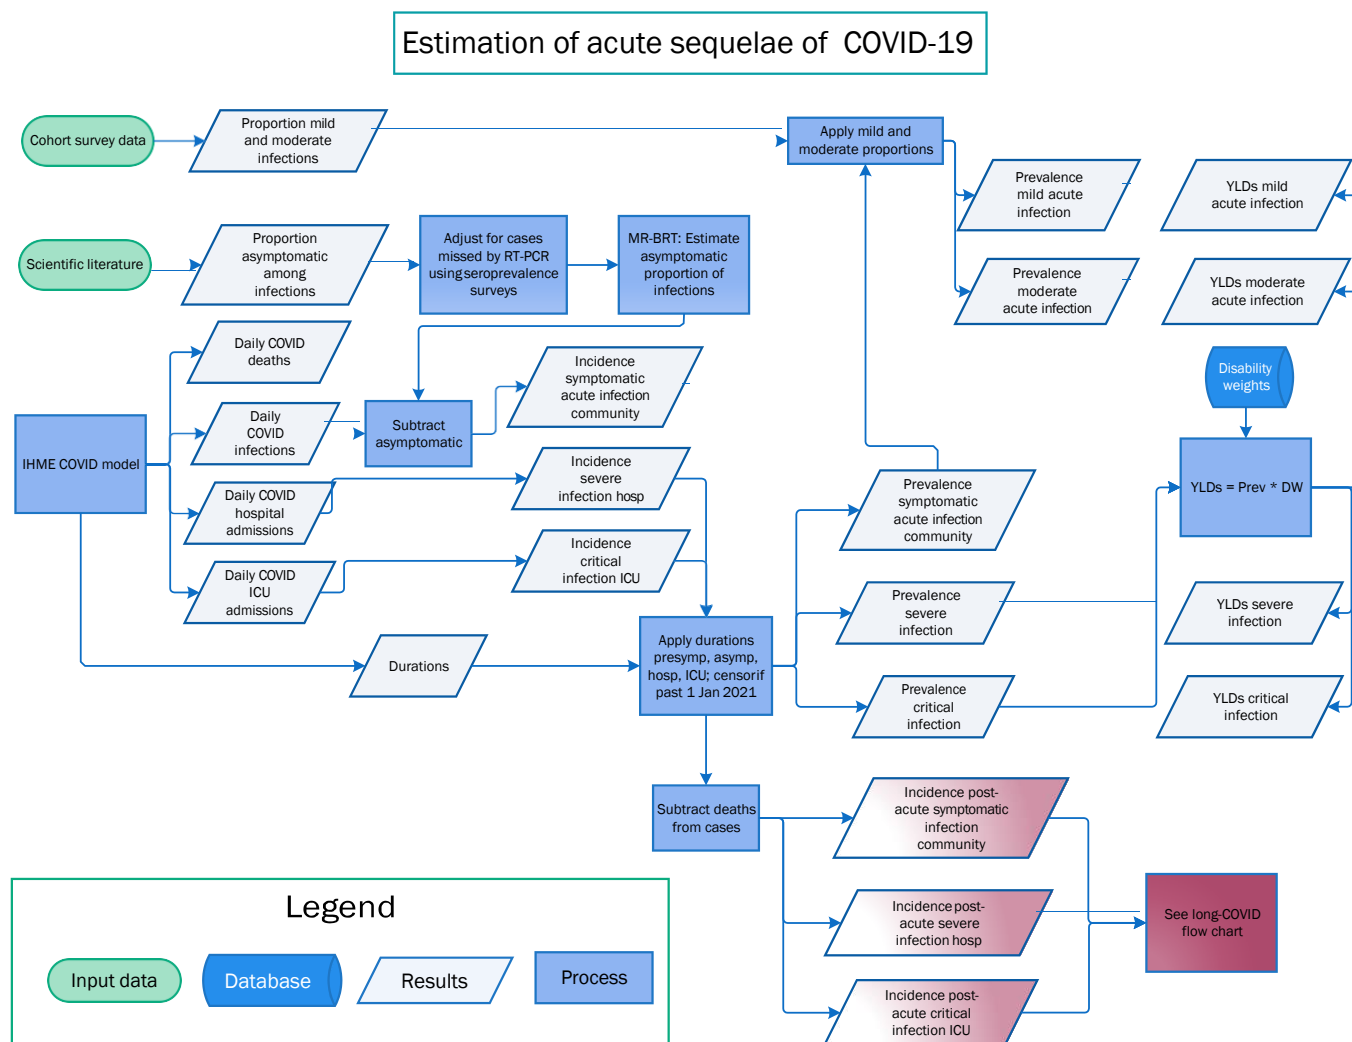 Estimation of acute sequelae of COVID-19
Cohort survey data
Proportion mild
and moderate
infections
Apply mild and
moderate proportions
Prevalence
mild acute
infection
YLDs mild
acute infection
Scientific literature
Proportion
asymptomatic
among
infections
Adjust for cases
missed by RT-PCR
using seroprevalence
surveys
MR-BRT: Estimate
asymptomatic
proportion of
infections
Prevalence
moderate
acute infection
YLDs moderate
acute infection
Daily COVID
deaths
Incidence
symptomatic
acute infection
community
Disability
weights
IHME COVID model
Daily
COVID
infections
Subtract
asymptomatic
Daily COVID
hospital
admissions
Incidence
severe
infection hosp
Prevalence
symptomatic
acute infection
community
YLDs = Prev * DW
Daily COVID
ICU
admissions
Incidence
critical
infection ICU
Prevalence
severe
infection
YLDs severe
infection
Durations
Apply durations
presymp, asymp,
hosp, ICU; censor if
past 1 Jan 2021
Prevalence
critical
infection
YLDs critical
infection
Subtract deaths
from cases
Incidence post-
acute symptomatic
infection
community
Incidence post-
acute severe
infection hosp
See long-COVID
flow chart
Incidence post-
acute critical
infection ICU
Legend
Input data
Database
Results
Process